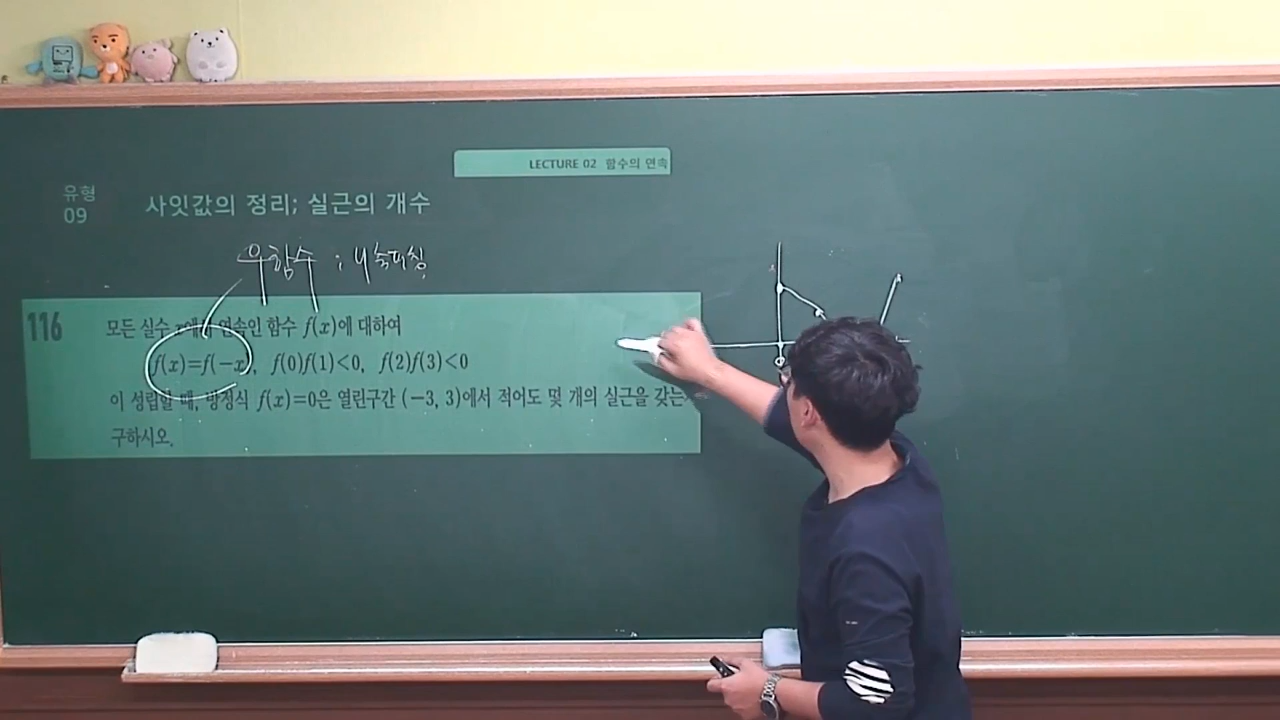 LECTURE 02 함수의 연속
유형
09
사잇값의 정리; 실근의 개수
우함수 : y축대칭
116
모든 실수 x에서 연속인 함수 f(x)에 대하여
f(x)=f(-x), f(0)f(1)<0, f(2)f(3)<0
이 성립할 때, 방정식 f(x)=0은 열린구간 (-3, 3)에서 적어도 몇 개의 실근을 갖는
구하시오.